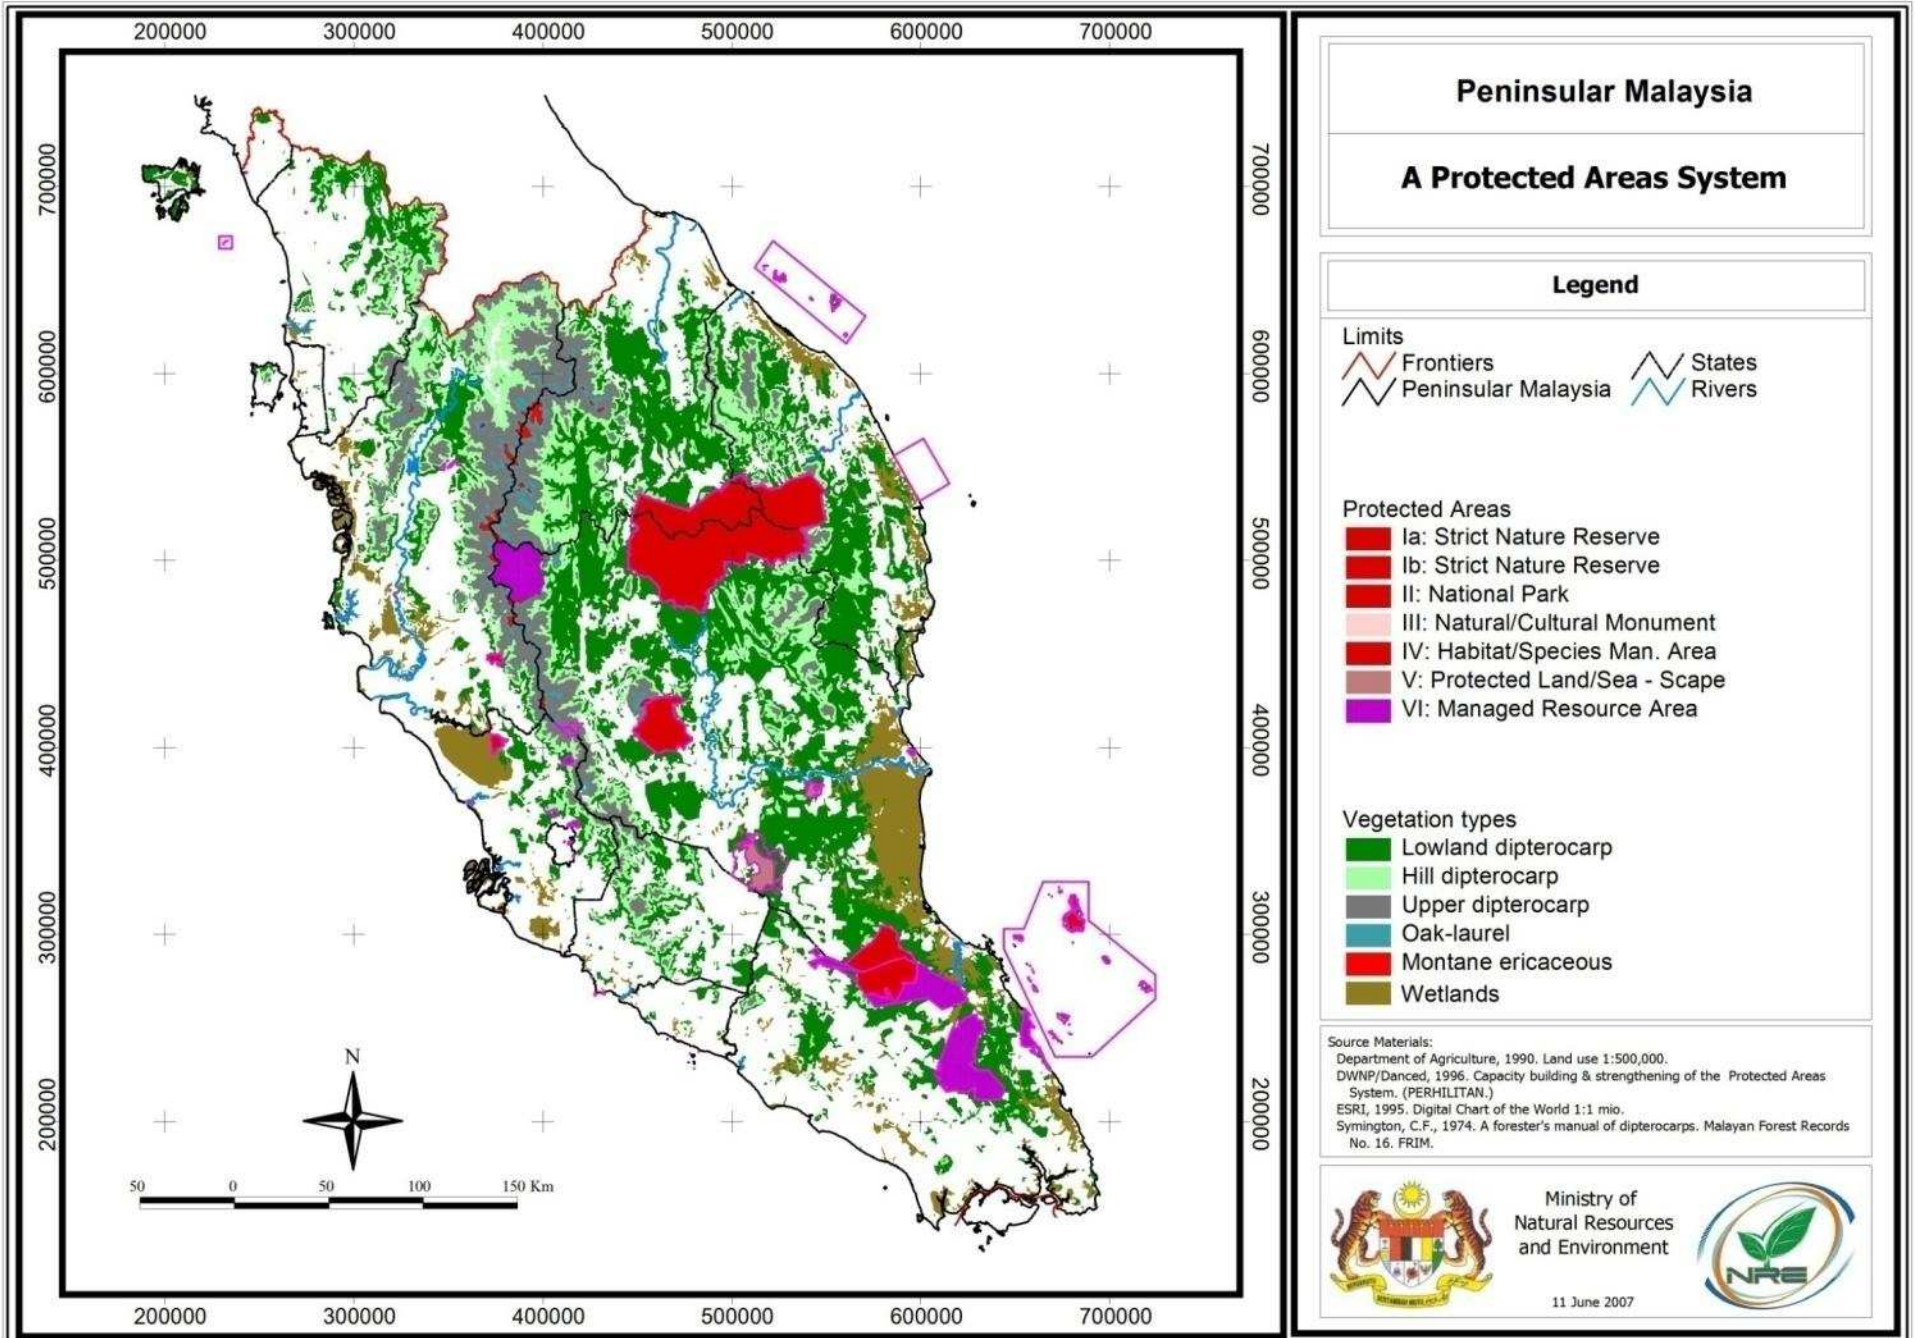 200000 300000 400000 500000 600000 700000
700000
600000
500000
400000
300000
200000
700000
600000
500000
400000
300000
200000
N
50 0 50 100 150 Km
200000 300000 400000 500000 600000 700000
Peninsular Malaysia
A Protected Areas System
Legend
Limits
Frontiers
States
Peninsular Malaysia
Rivers
Protected Areas
Ia: Strict Nature Reserve
Ib: Strict Nature Reserve
II: National Park
III: Natural/Cultural Monument
IV: Habitat/Species Man. Area
V: Protected Land/Sea - Scape
VI: Managed Resource Area
Vegetation types
Lowland dipterocarp
Hill dipterocarp
Upper dipterocarp
Oak-laurel
Montane ericaceous
Wetlands
Source Materials:
Department of Agriculture, 1990. Land use 1:500,000.
DWNP/Danced, 1996. Capacity building & strengthening of the Protected Areas
System. (PERHILITAN.)
ESRI, 1995. Digital Chart of the World 1:1 mio.
Symington, C.F., 1974. A forester's manual of dipterocarps. Malayan Forest Records
No. 16. FRIM.
Ministry of
Natural Resources
and Environment
11 June 2007
NRE